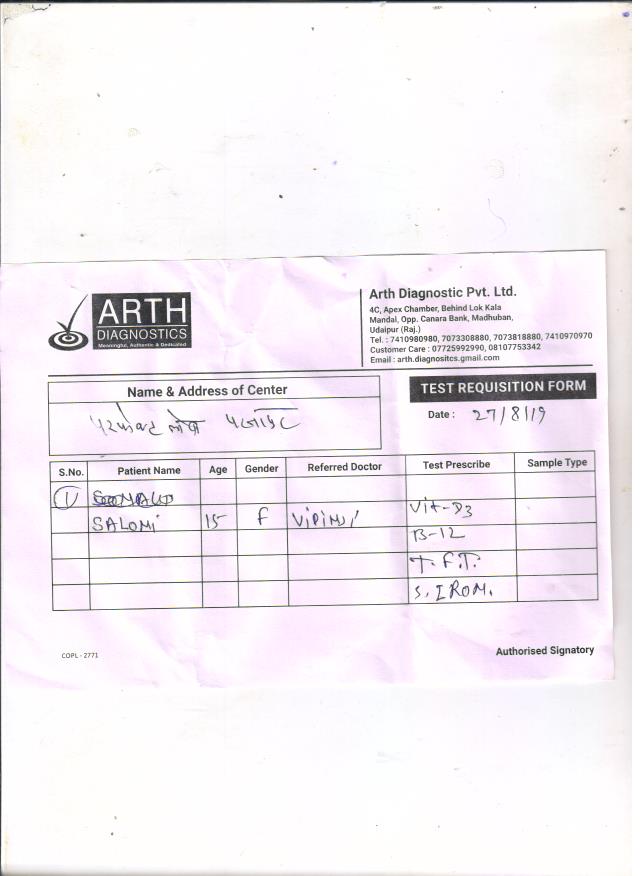 ARTH
DIAGNOSTICS
Meaningful, Authentic & Dedicated
Arth Diagnostic Pvt. Ltd.
4C, Apex Chamber, Behind Lok Kala
Mandal, Opp. Canara Bank, Madhuban,
Udaipur (Raj.)
Tel. : 7410980980, 7073308880, 7073818880, 7410970970
Customer Care : 07725992990, 08107753342
Email : arth.diagnositcs.gmail.com
Name & Address of Center
TEST REQUISITION FORM
Date : 27/8/19
S.No. Patient Name Age Gender Referred Doctor Test Prescribe Sample Type
(1)
SALOMI 15 F Vit-D3
B-12
T.F.T.
S. IRON.
COPL - 2771
Authorised Signatory